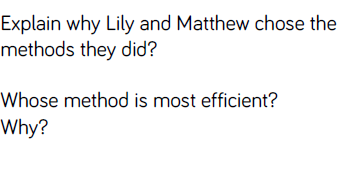 Explain why Lily and Matthew chose the
methods they did?
Whose method is most efficient?
Why?